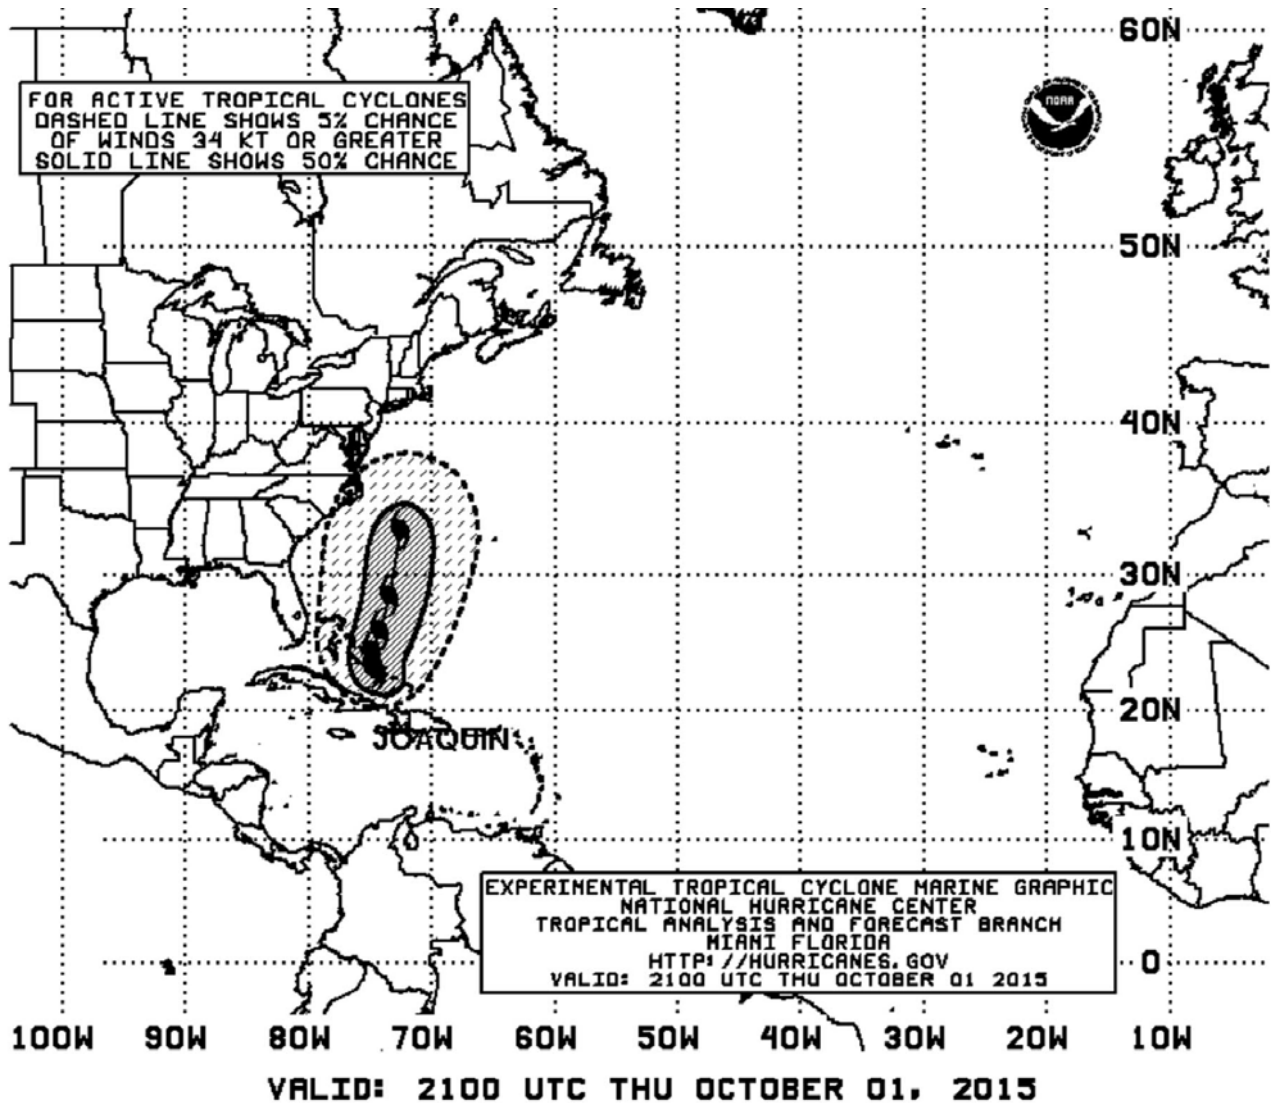 60N
FOR ACTIVE TROPICAL CYCLONES
DASHED LINE SHOWS 5% CHANCE
OF WINDS 34 KT OR GREATER
SOLID LINE SHOWS 50% CHANCE
NOAA
50N
40N
30N
20N
JOAQUIN
10N
EXPERIMENTAL TROPICAL CYCLONE MARINE GRAPHIC
NATIONAL HURRICANE CENTER
TROPICAL ANALYSIS AND FORECAST BRANCH
MIAMI FLORIDA
HTTP://HURRICANES.GOV
VALID: 2100 UTC THU OCTOBER 01 2015
0
100W 90W 80W 70W 60W 50W 40W 30W 20W 10W
VALID: 2100 UTC THU OCTOBER 01, 2015